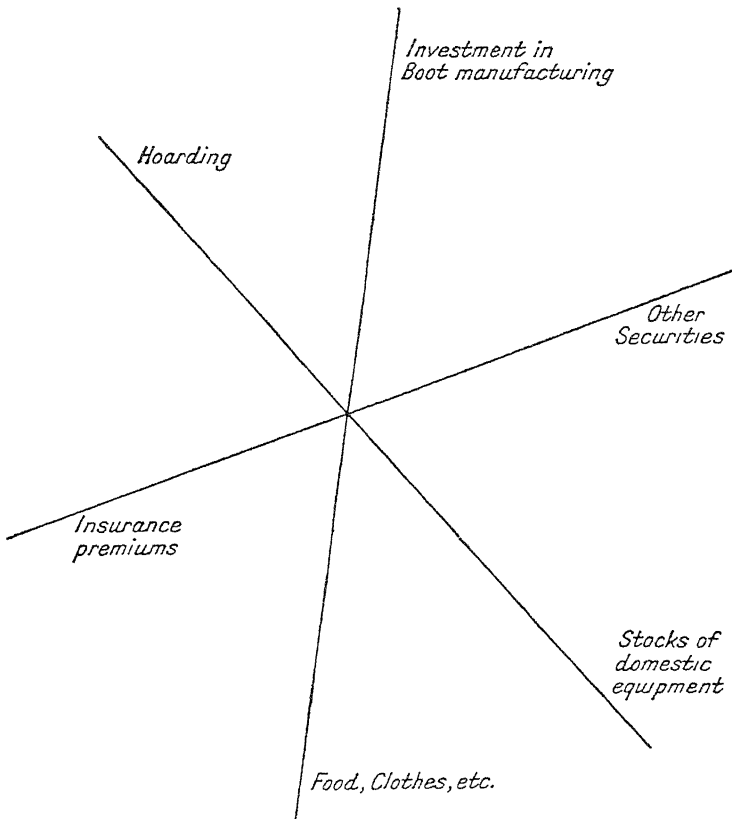 Investment in
Boot manufacturing
Hoarding
Other
Securities
Insurance
premiums
Stocks of
domestic
equipment
Food, Clothes, etc.